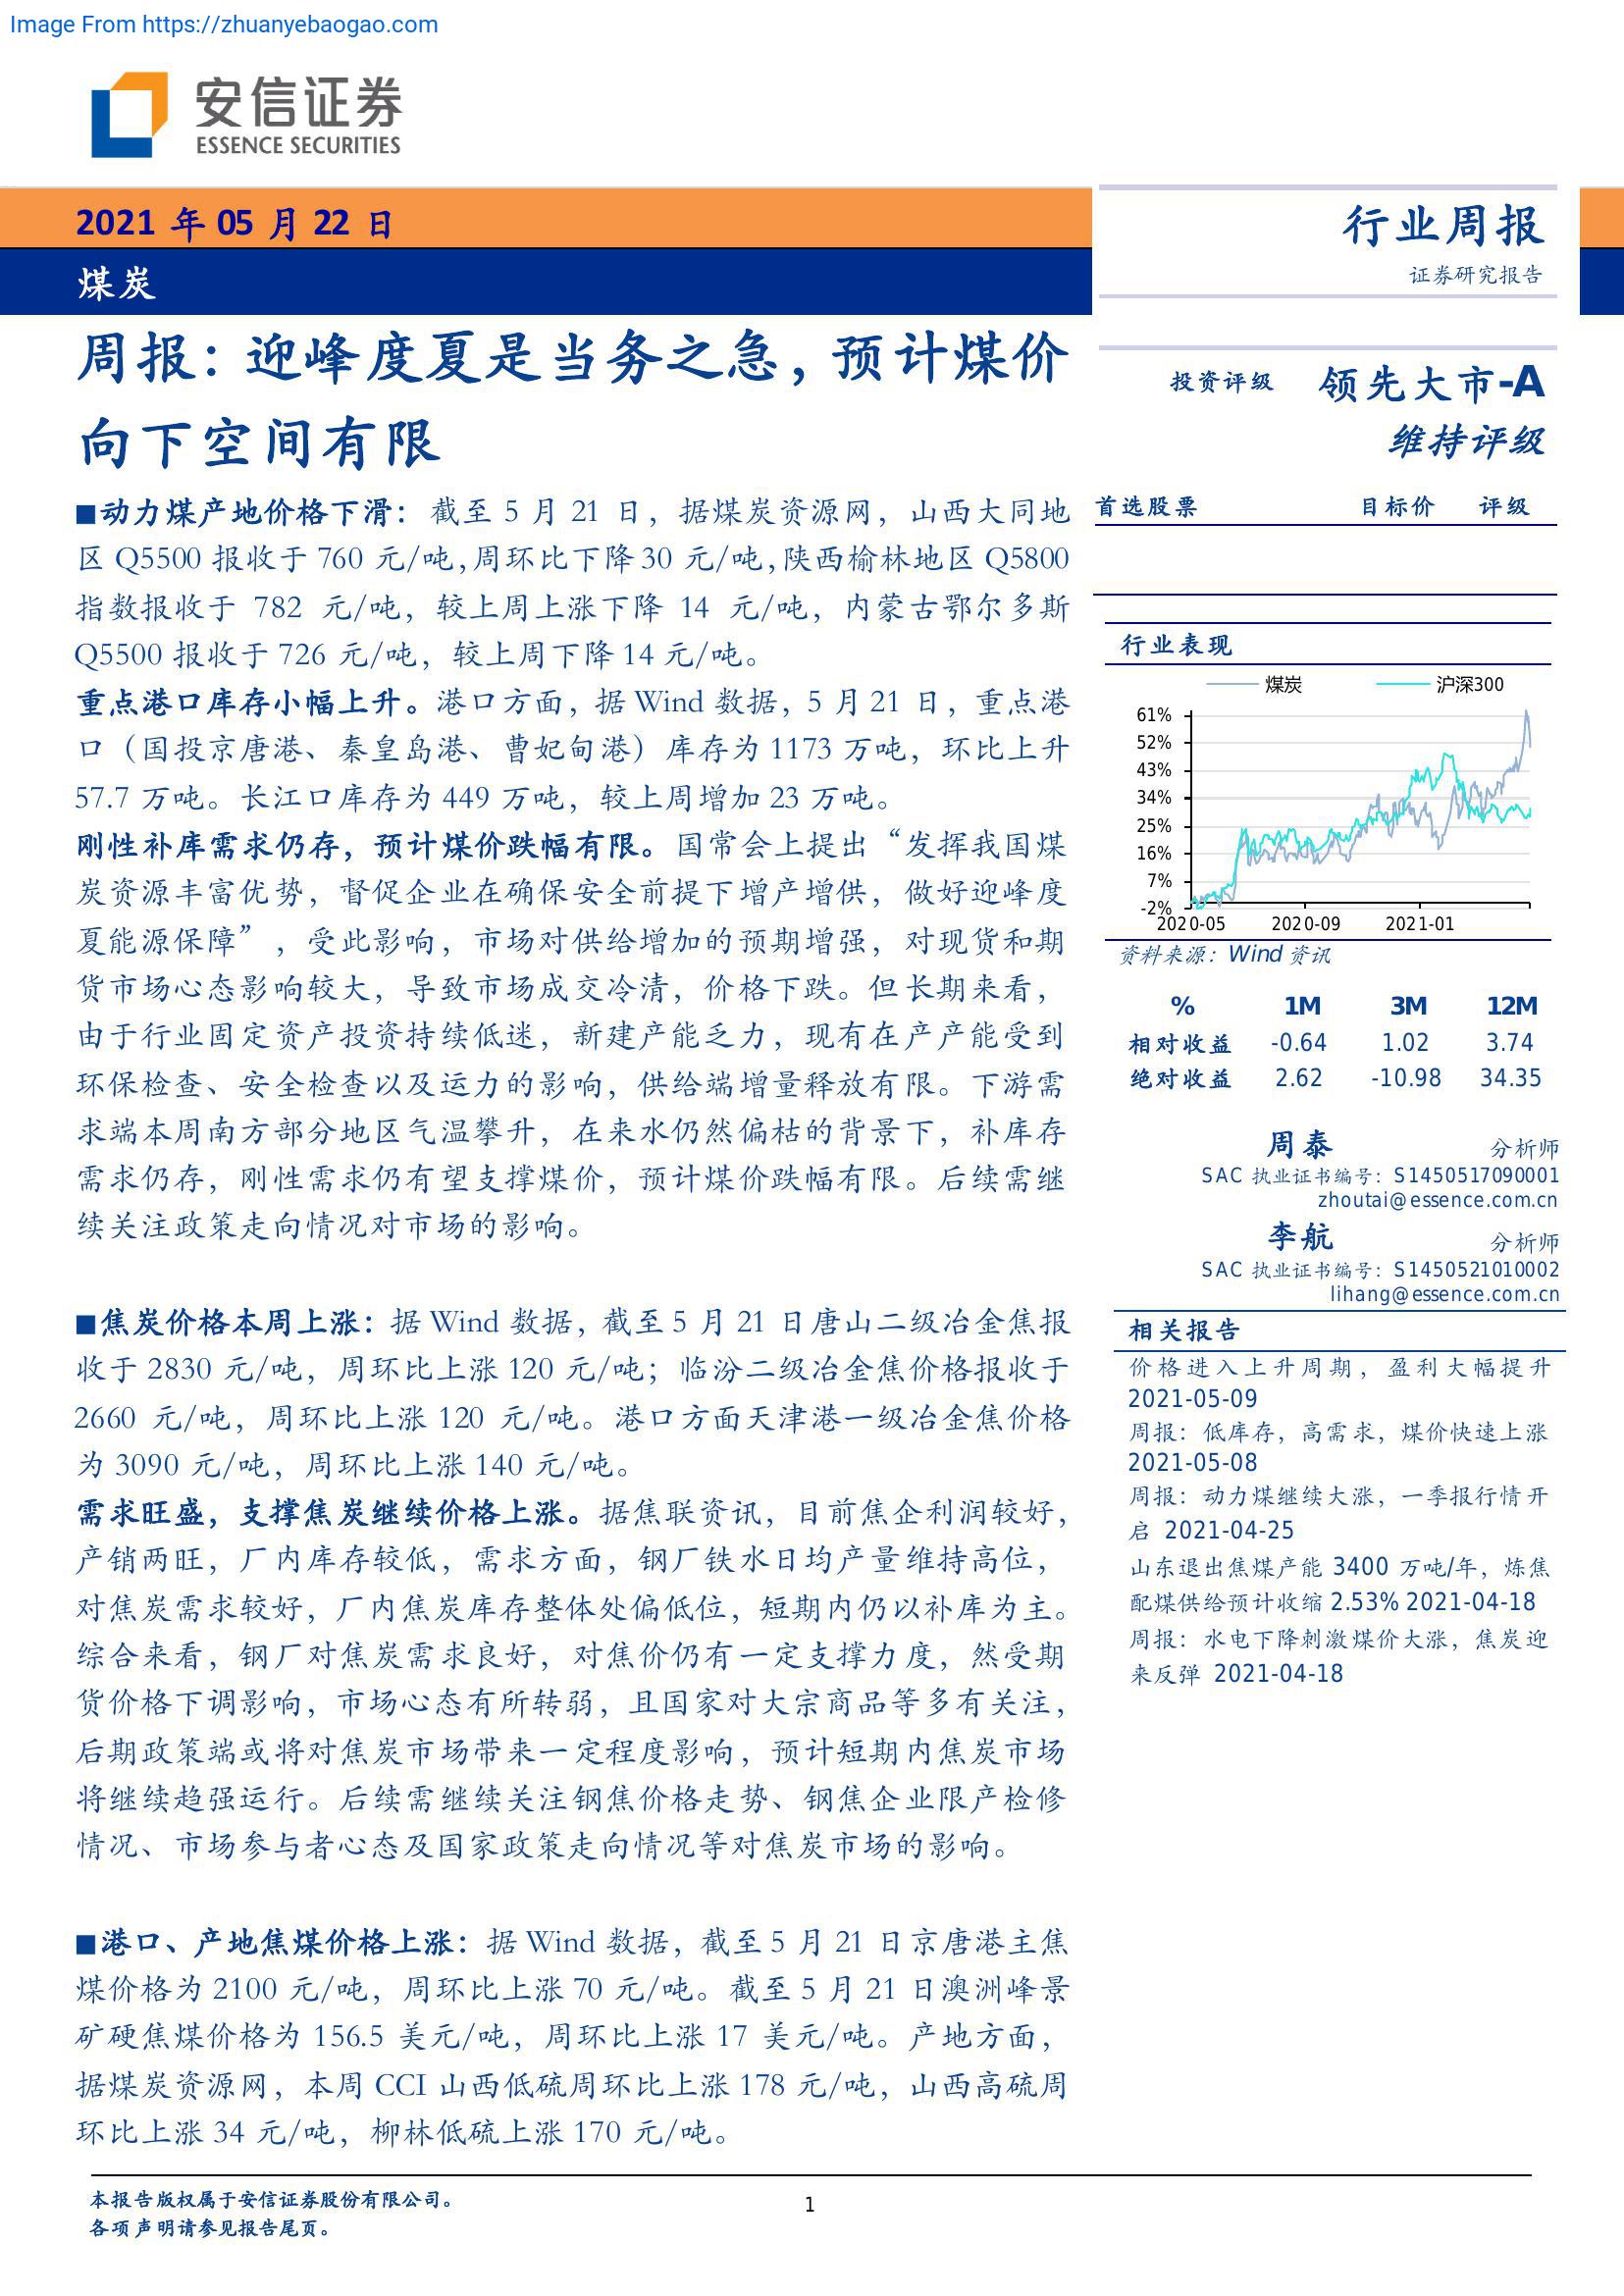 Image From https://zhuanyebaogao.com
安信证券
ESSENCE SECURITIES
2021 年 05 月 22 日
煤炭
行业周报
证券研究报告
周报：迎峰度夏是当务之急，预计煤价
向下空间有限
■动力煤产地价格下滑：截至 5 月 21 日，据煤炭资源网，山西大同地
区 Q5500 报收于 760 元/吨，周环比下降 30 元/吨，陕西榆林地区 Q5800
指数报收于 782 元/吨，较上周上涨下降 14 元/吨，内蒙古鄂尔多斯
Q5500 报收于 726 元/吨，较上周下降 14 元/吨。
重点港口库存小幅上升。港口方面，据 Wind 数据，5 月 21 日，重点港
口（国投京唐港、秦皇岛港、曹妃甸港）库存为 1173 万吨，环比上升
57.7 万吨。长江口库存为 449 万吨，较上周增加 23 万吨。
刚性补库需求仍存，预计煤价跌幅有限。国常会上提出“发挥我国煤
炭资源丰富优势，督促企业在确保安全前提下增产增供，做好迎峰度
夏能源保障”，受此影响，市场对供给增加的预期增强，对现货和期
货市场心态影响较大，导致市场成交冷清，价格下跌。但长期来看，
由于行业固定资产投资持续低迷，新建产能乏力，现有在产产能受到
环保检查、安全检查以及运力的影响，供给端增量释放有限。下游需
求端本周南方部分地区气温攀升，在来水仍然偏枯的背景下，补库存
需求仍存，刚性需求仍有望支撑煤价，预计煤价跌幅有限。后续需继
续关注政策走向情况对市场的影响。
■焦炭价格本周上涨：据 Wind 数据，截至 5 月 21 日唐山二级冶金焦报
收于 2830 元/吨，周环比上涨 120 元/吨；临汾二级冶金焦价格报收于
2660 元/吨，周环比上涨 120 元/吨。港口方面天津港一级冶金焦价格
为 3090 元/吨，周环比上涨 140 元/吨。
需求旺盛，支撑焦炭继续价格上涨。据焦联资讯，目前焦企利润较好，
产销两旺，厂内库存较低，需求方面，钢厂铁水日均产量维持高位，
对焦炭需求较好，厂内焦炭库存整体处偏低位，短期内仍以补库为主。
综合来看，钢厂对焦炭需求良好，对焦价仍有一定支撑力度，然受期
货价格下调影响，市场心态有所转弱，且国家对大宗商品等多有关注，
后期政策端或将对焦炭市场带来一定程度影响，预计短期内焦炭市场
将继续趋强运行。后续需继续关注钢焦价格走势、钢焦企业限产检修
情况、市场参与者心态及国家政策走向情况等对焦炭市场的影响。
■港口、产地焦煤价格上涨：据 Wind 数据，截至 5 月 21 日京唐港主焦
煤价格为 2100 元/吨，周环比上涨 70 元/吨。截至 5 月 21 日澳洲峰景
矿硬焦煤价格为 156.5 美元/吨，周环比上涨 17 美元/吨。产地方面，
据煤炭资源网，本周 CCI 山西低硫周环比上涨 178 元/吨，山西高硫周
环比上涨 34 元/吨，柳林低硫上涨 170 元/吨。
投资评级 领先大市-A
维持评级
首选股票 目标价 评级
行业表现
煤炭 沪深300
61%
52%
43%
34%
25%
16%
7%
-2%
2020-05 2020-09 2021-01
资料来源：Wind 资讯
% 1M 3M 12M
相对收益 -0.64 1.02 3.74
绝对收益 2.62 -10.98 34.35
周泰 分析师
SAC 执业证书编号：S1450517090001
zhoutai@essence.com.cn
李航 分析师
SAC 执业证书编号：S1450521010002
lihang@essence.com.cn
相关报告
价格进入上升周期，盈利大幅提升
2021-05-09
周报：低库存，高需求，煤价快速上涨
2021-05-08
周报：动力煤继续大涨，一季报行情开
启 2021-04-25
山东退出焦煤产能 3400 万吨/年，炼焦
配煤供给预计收缩 2.53% 2021-04-18
周报：水电下降刺激煤价大涨，焦炭迎
来反弹 2021-04-18
本报告版权属于安信证券股份有限公司。
各项声明请参见报告尾页。
1